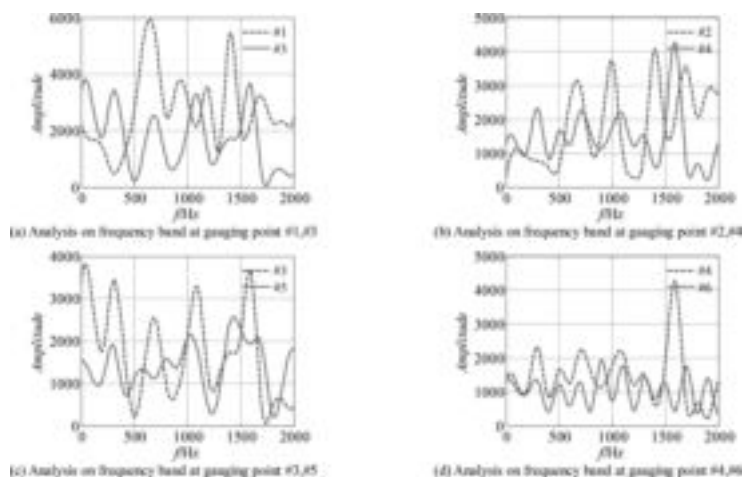 6000
4000
2000
0
Amplitude
#1
#3
0 500 1000 1500 2000
f/Hz
(a) Analysis on frequency band at gauging point #1,#3
5000
4000
3000
2000
1000
0
Amplitude
#2
#4
0 500 1000 1500 2000
f/Hz
(b) Analysis on frequency band at gauging point #2,#4
4000
3000
2000
1000
0
Amplitude
#3
#5
0 500 1000 1500 2000
f/Hz
(c) Analysis on frequency band at gauging point #3,#5
5000
4000
3000
2000
1000
0
Amplitude
#4
#6
0 500 1000 1500 2000
f/Hz
(d) Analysis on frequency band at gauging point #4,#6